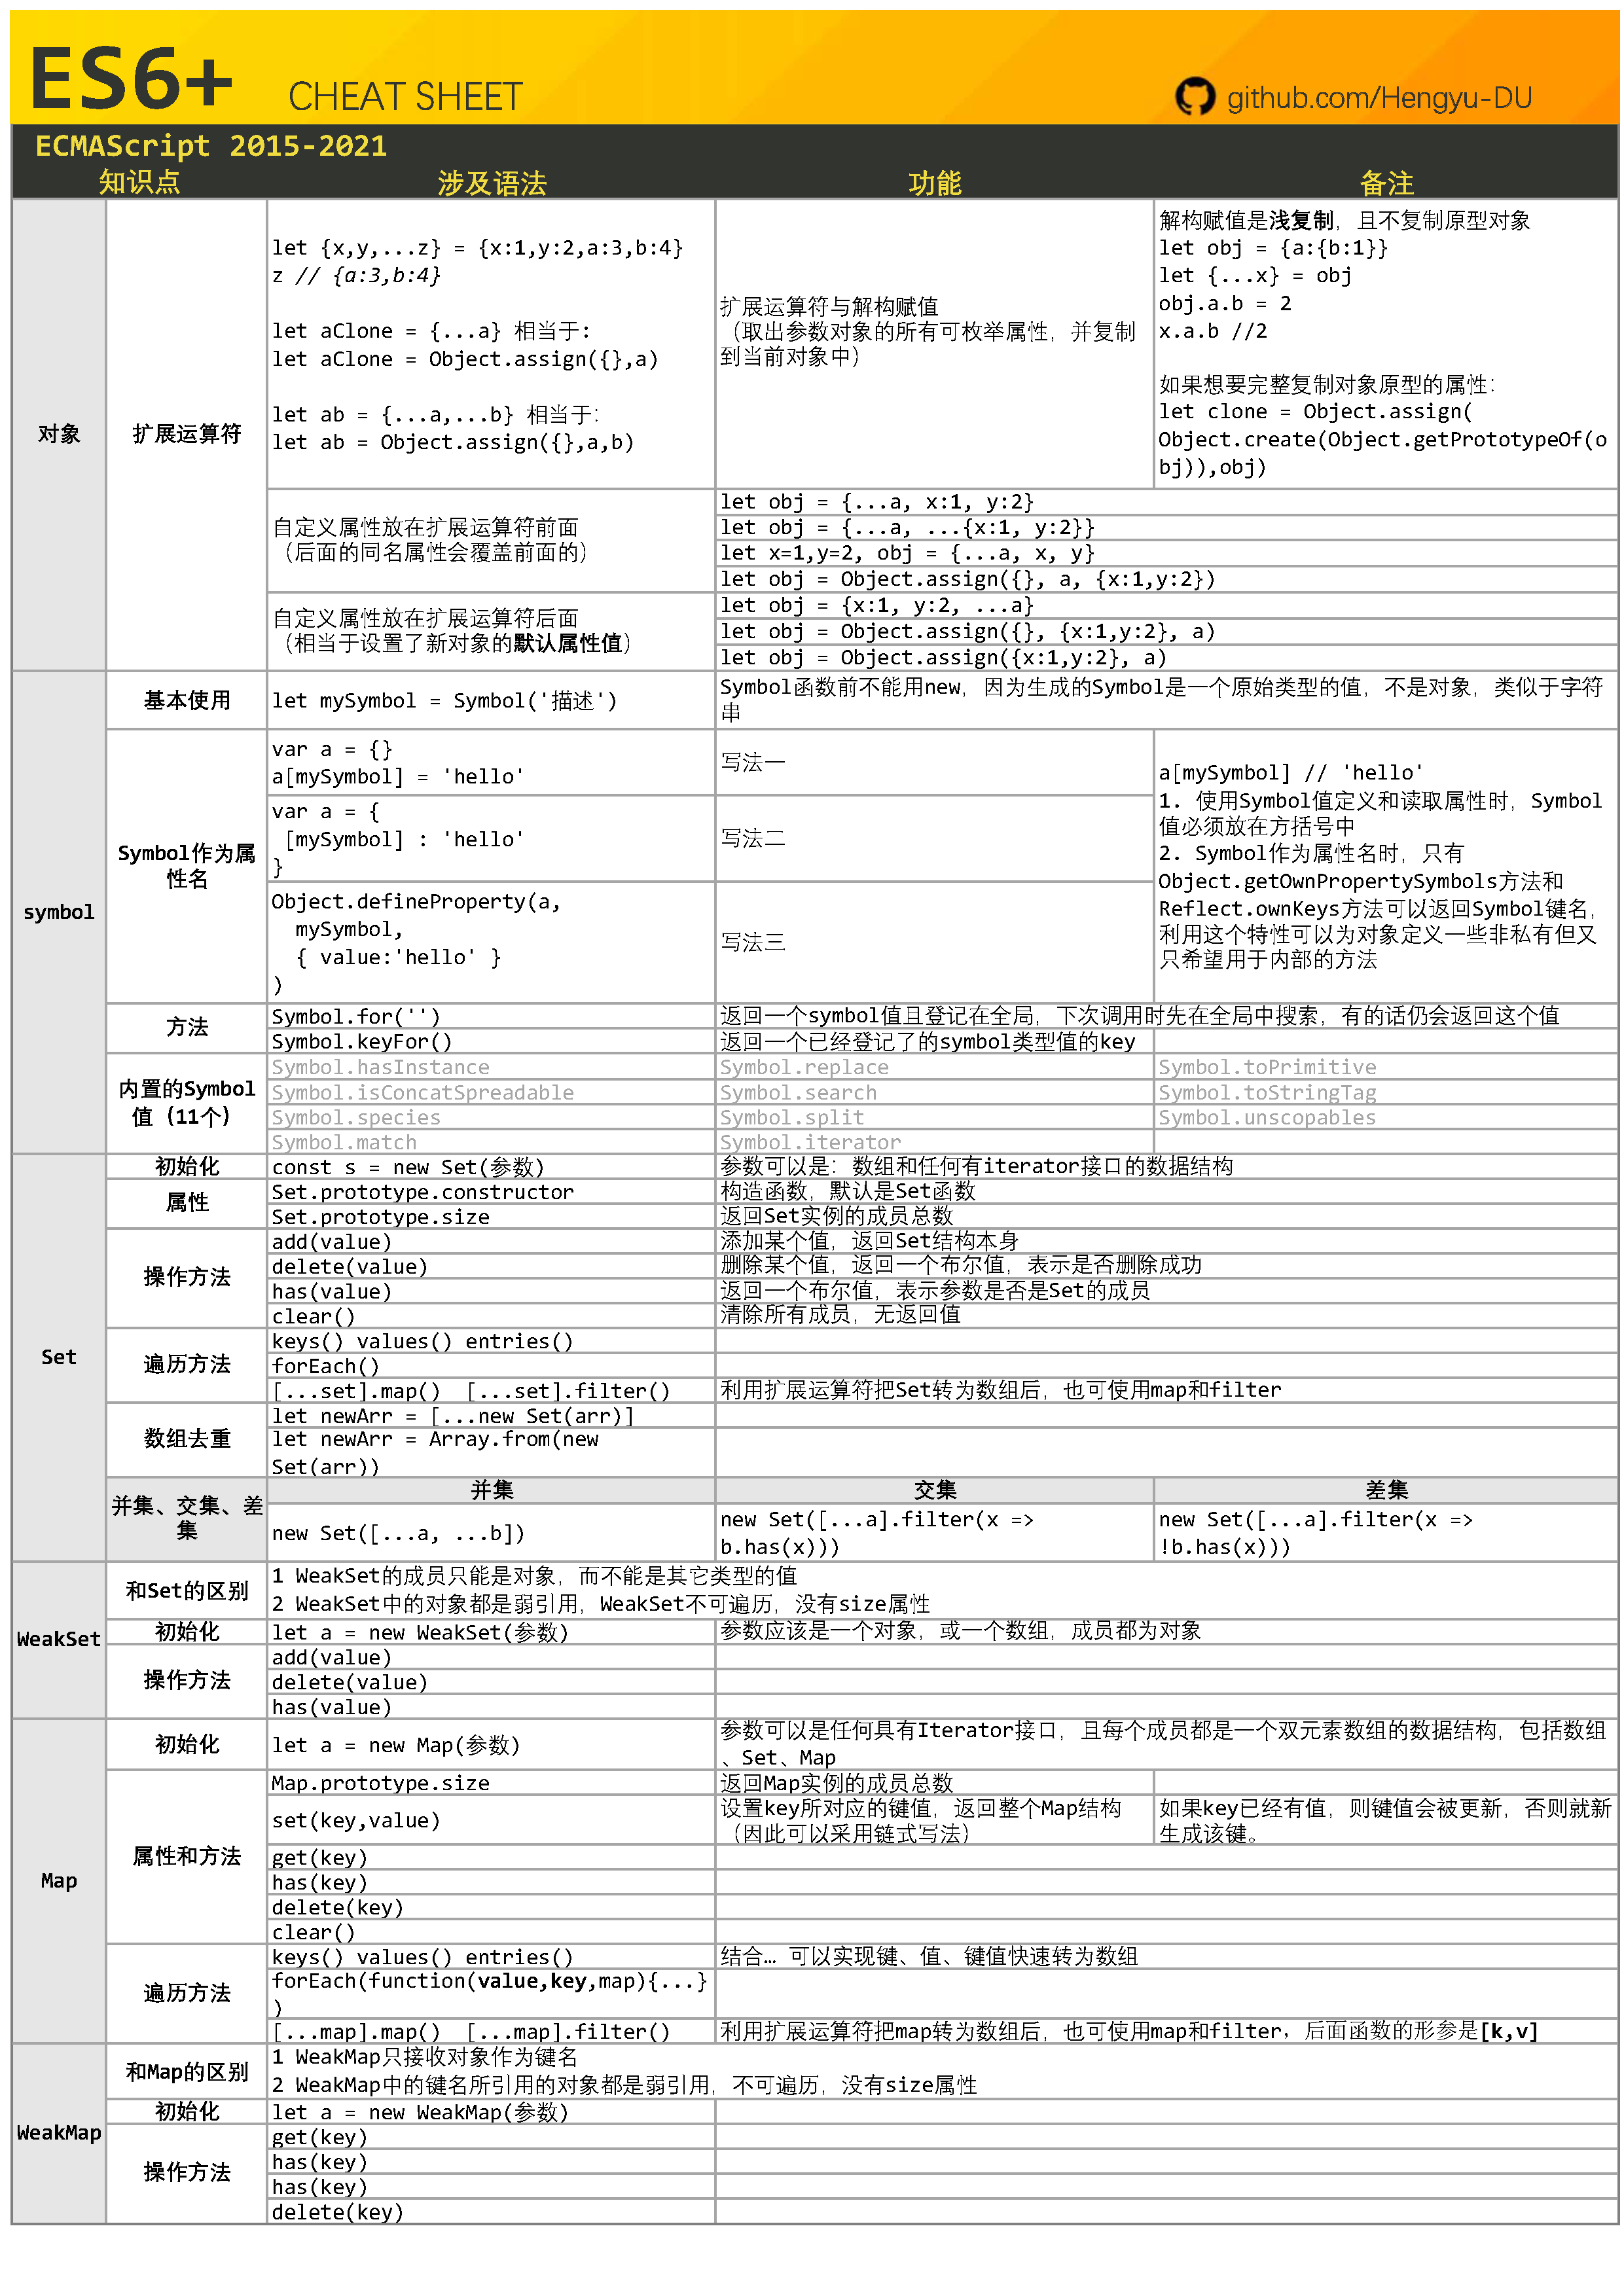 ES6+ CHEAT SHEET
github.com/Hengyu-DU
ECMAScript 2015-2021
知识点 涉及语法 功能 备注
对象
扩展运算符
let {x,y,...z} = {x:1,y:2,a:3,b:4}
z // {a:3,b:4}
let aClone = {...a} 相当于:
let aClone = Object.assign({},a)
let ab = {...a,...b} 相当于:
let ab = Object.assign({},a,b)
扩展运算符与解构赋值
（取出参数对象的所有可枚举属性，并复制
到当前对象中）
解构赋值是浅复制，且不复制原型对象
let obj = {a:{b:1}}
let {...x} = obj
obj.a.b = 2
x.a.b //2
如果想要完整复制对象原型的属性：
let clone = Object.assign(
Object.create(Object.getPrototypeOf(o
bj)),obj)
自定义属性放在扩展运算符前面
（后面的同名属性会覆盖前面的）
let obj = {...a, x:1, y:2}
let obj = {...a, ...{x:1, y:2}}
let x=1,y=2, obj = {...a, x, y}
let obj = Object.assign({}, a, {x:1,y:2})
自定义属性放在扩展运算符后面
（相当于设置了新对象的默认属性值）
let obj = {x:1, y:2, ...a}
let obj = Object.assign({}, {x:1,y:2}, a)
let obj = Object.assign({x:1,y:2}, a)
symbol
基本使用
let mySymbol = Symbol('描述')
Symbol函数前不能用new，因为生成的Symbol是一个原始类型的值，不是对象，类似于字符
串
Symbol作为属
性名
var a = {}
a[mySymbol] = 'hello'
写法一
var a = {
[mySymbol] : 'hello'
}
写法二
Object.defineProperty(a,
mySymbol,
{ value:'hello' }
)
写法三
a[mySymbol] // 'hello'
1. 使用Symbol值定义和读取属性时，Symbol
值必须放在方括号中
2. Symbol作为属性名时，只有
Object.getOwnPropertySymbols方法和
Reflect.ownKeys方法可以返回Symbol键名，
利用这个特性可以为对象定义一些非私有但又
只希望用于内部的方法
方法
Symbol.for('')
返回一个symbol值且登记在全局，下次调用时先在全局中搜索，有的话仍会返回这个值
Symbol.keyFor()
返回一个已经登记了的symbol类型值的key
内置的Symbol
值（11个）
Symbol.hasInstance Symbol.replace Symbol.toPrimitive
Symbol.isConcatSpreadable Symbol.search Symbol.toStringTag
Symbol.species Symbol.split Symbol.unscopables
Symbol.match Symbol.iterator
Set
初始化
const s = new Set(参数)
参数可以是：数组和任何有iterator接口的数据结构
属性
Set.prototype.constructor
构造函数，默认是Set函数
Set.prototype.size
返回Set实例的成员总数
操作方法
add(value)
添加某个值，返回Set结构本身
delete(value)
删除某个值，返回一个布尔值，表示是否删除成功
has(value)
返回一个布尔值，表示参数是否是Set的成员
clear()
清除所有成员，无返回值
遍历方法
keys() values() entries()
forEach()
[...set].map() [...set].filter()
利用扩展运算符把Set转为数组后，也可使用map和filter
数组去重
let newArr = [...new Set(arr)]
let newArr = Array.from(new
Set(arr))
并集、交集、差
集
并集 交集 差集
new Set([...a, ...b])
new Set([...a].filter(x =>
b.has(x)))
new Set([...a].filter(x =>
!b.has(x)))
WeakSet
和Set的区别
1 WeakSet的成员只能是对象，而不能是其它类型的值
2 WeakSet中的对象都是弱引用，WeakSet不可遍历，没有size属性
初始化
let a = new WeakSet(参数)
参数应该是一个对象，或一个数组，成员都为对象
操作方法
add(value)
delete(value)
has(value)
Map
初始化
let a = new Map(参数)
参数可以是任何具有Iterator接口，且每个成员都是一个双元素数组的数据结构，包括数组
、Set、Map
属性和方法
Map.prototype.size
返回Map实例的成员总数
set(key,value)
设置key所对应的键值，返回整个Map结构
（因此可以采用链式写法）
如果key已经有值，则键值会被更新，否则就新
生成该键。
get(key)
has(key)
delete(key)
clear()
遍历方法
keys() values() entries()
结合… 可以实现键、值、键值快速转为数组
forEach(function(value,key,map){...}
)
[...map].map() [...map].filter()
利用扩展运算符把map转为数组后，也可使用map和filter，后面函数的形参是[k,v]
WeakMap
和Map的区别
1 WeakMap只接收对象作为键名
2 WeakMap中的键名所引用的对象都是弱引用，不可遍历，没有size属性
初始化
let a = new WeakMap(参数)
操作方法
get(key)
has(key)
has(key)
delete(key)